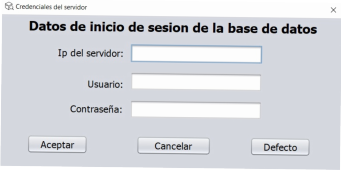 Credenciales del servidor
Datos de inicio de sesion de la base de datos
Ip del servidor:
Usuario:
Contraseña:
Aceptar Cancelar Defecto